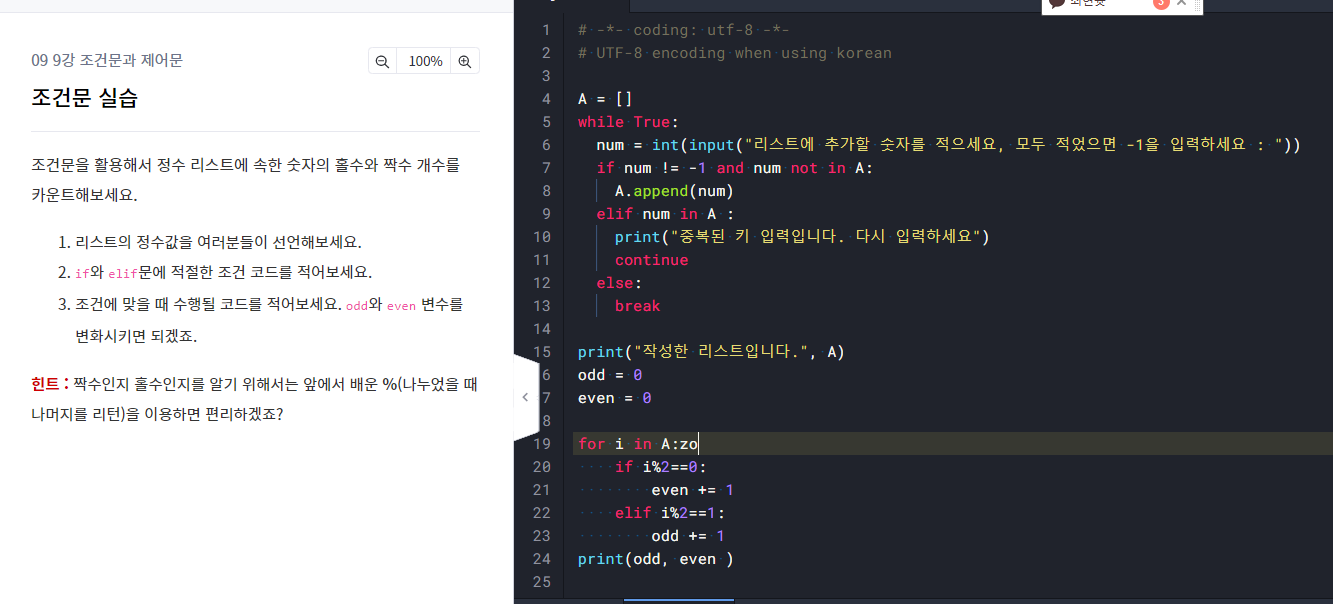 09 9강 조건문과 제어문
100%
조건문 실습
조건문을 활용해서 정수 리스트에 속한 숫자의 홀수와 짝수 개수를
카운트해보세요.
1. 리스트의 정수값을 여러분들이 선언해보세요.
2. if와 elif문에 적절한 조건 코드를 적어보세요.
3. 조건에 맞을 때 수행될 코드를 적어보세요. odd와 even 변수를
변화시키면 되겠죠.
힌트 : 짝수인지 홀수인지를 알기 위해서는 앞에서 배운 %(나누었을 때
나머지를 리턴)을 이용하면 편리하겠죠?
3
1 # -*- coding: utf-8 -*-
2 # UTF-8 encoding when using korean
3
4 A = []
5 while True:
6 num = int(input("리스트에 추가할 숫자를 적으세요, 모두 적었으면 -1을 입력하세요 : "))
7 if num != -1 and num not in A:
8 A.append(num)
9 elif num in A :
10 print("중복된 키 입력입니다. 다시 입력하세요")
11 continue
12 else:
13 break
14
15 print("작성한 리스트입니다.", A)
6 odd = 0
7 even = 0
8
19 for i in A:zo
20 if i%2==0:
21 even += 1
22 elif i%2==1:
23 odd += 1
24 print(odd, even )
25